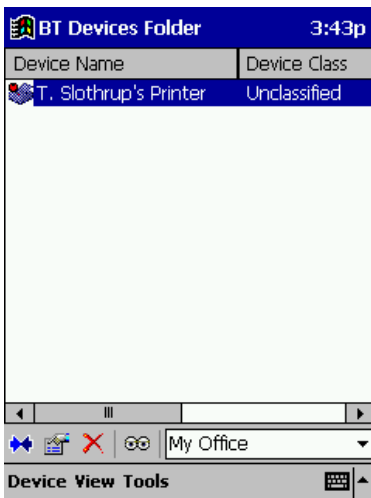 BT Devices Folder 3:43p
Device Name Device Class
T. Slothrup's Printer Unclassified
My Office
Device View Tools